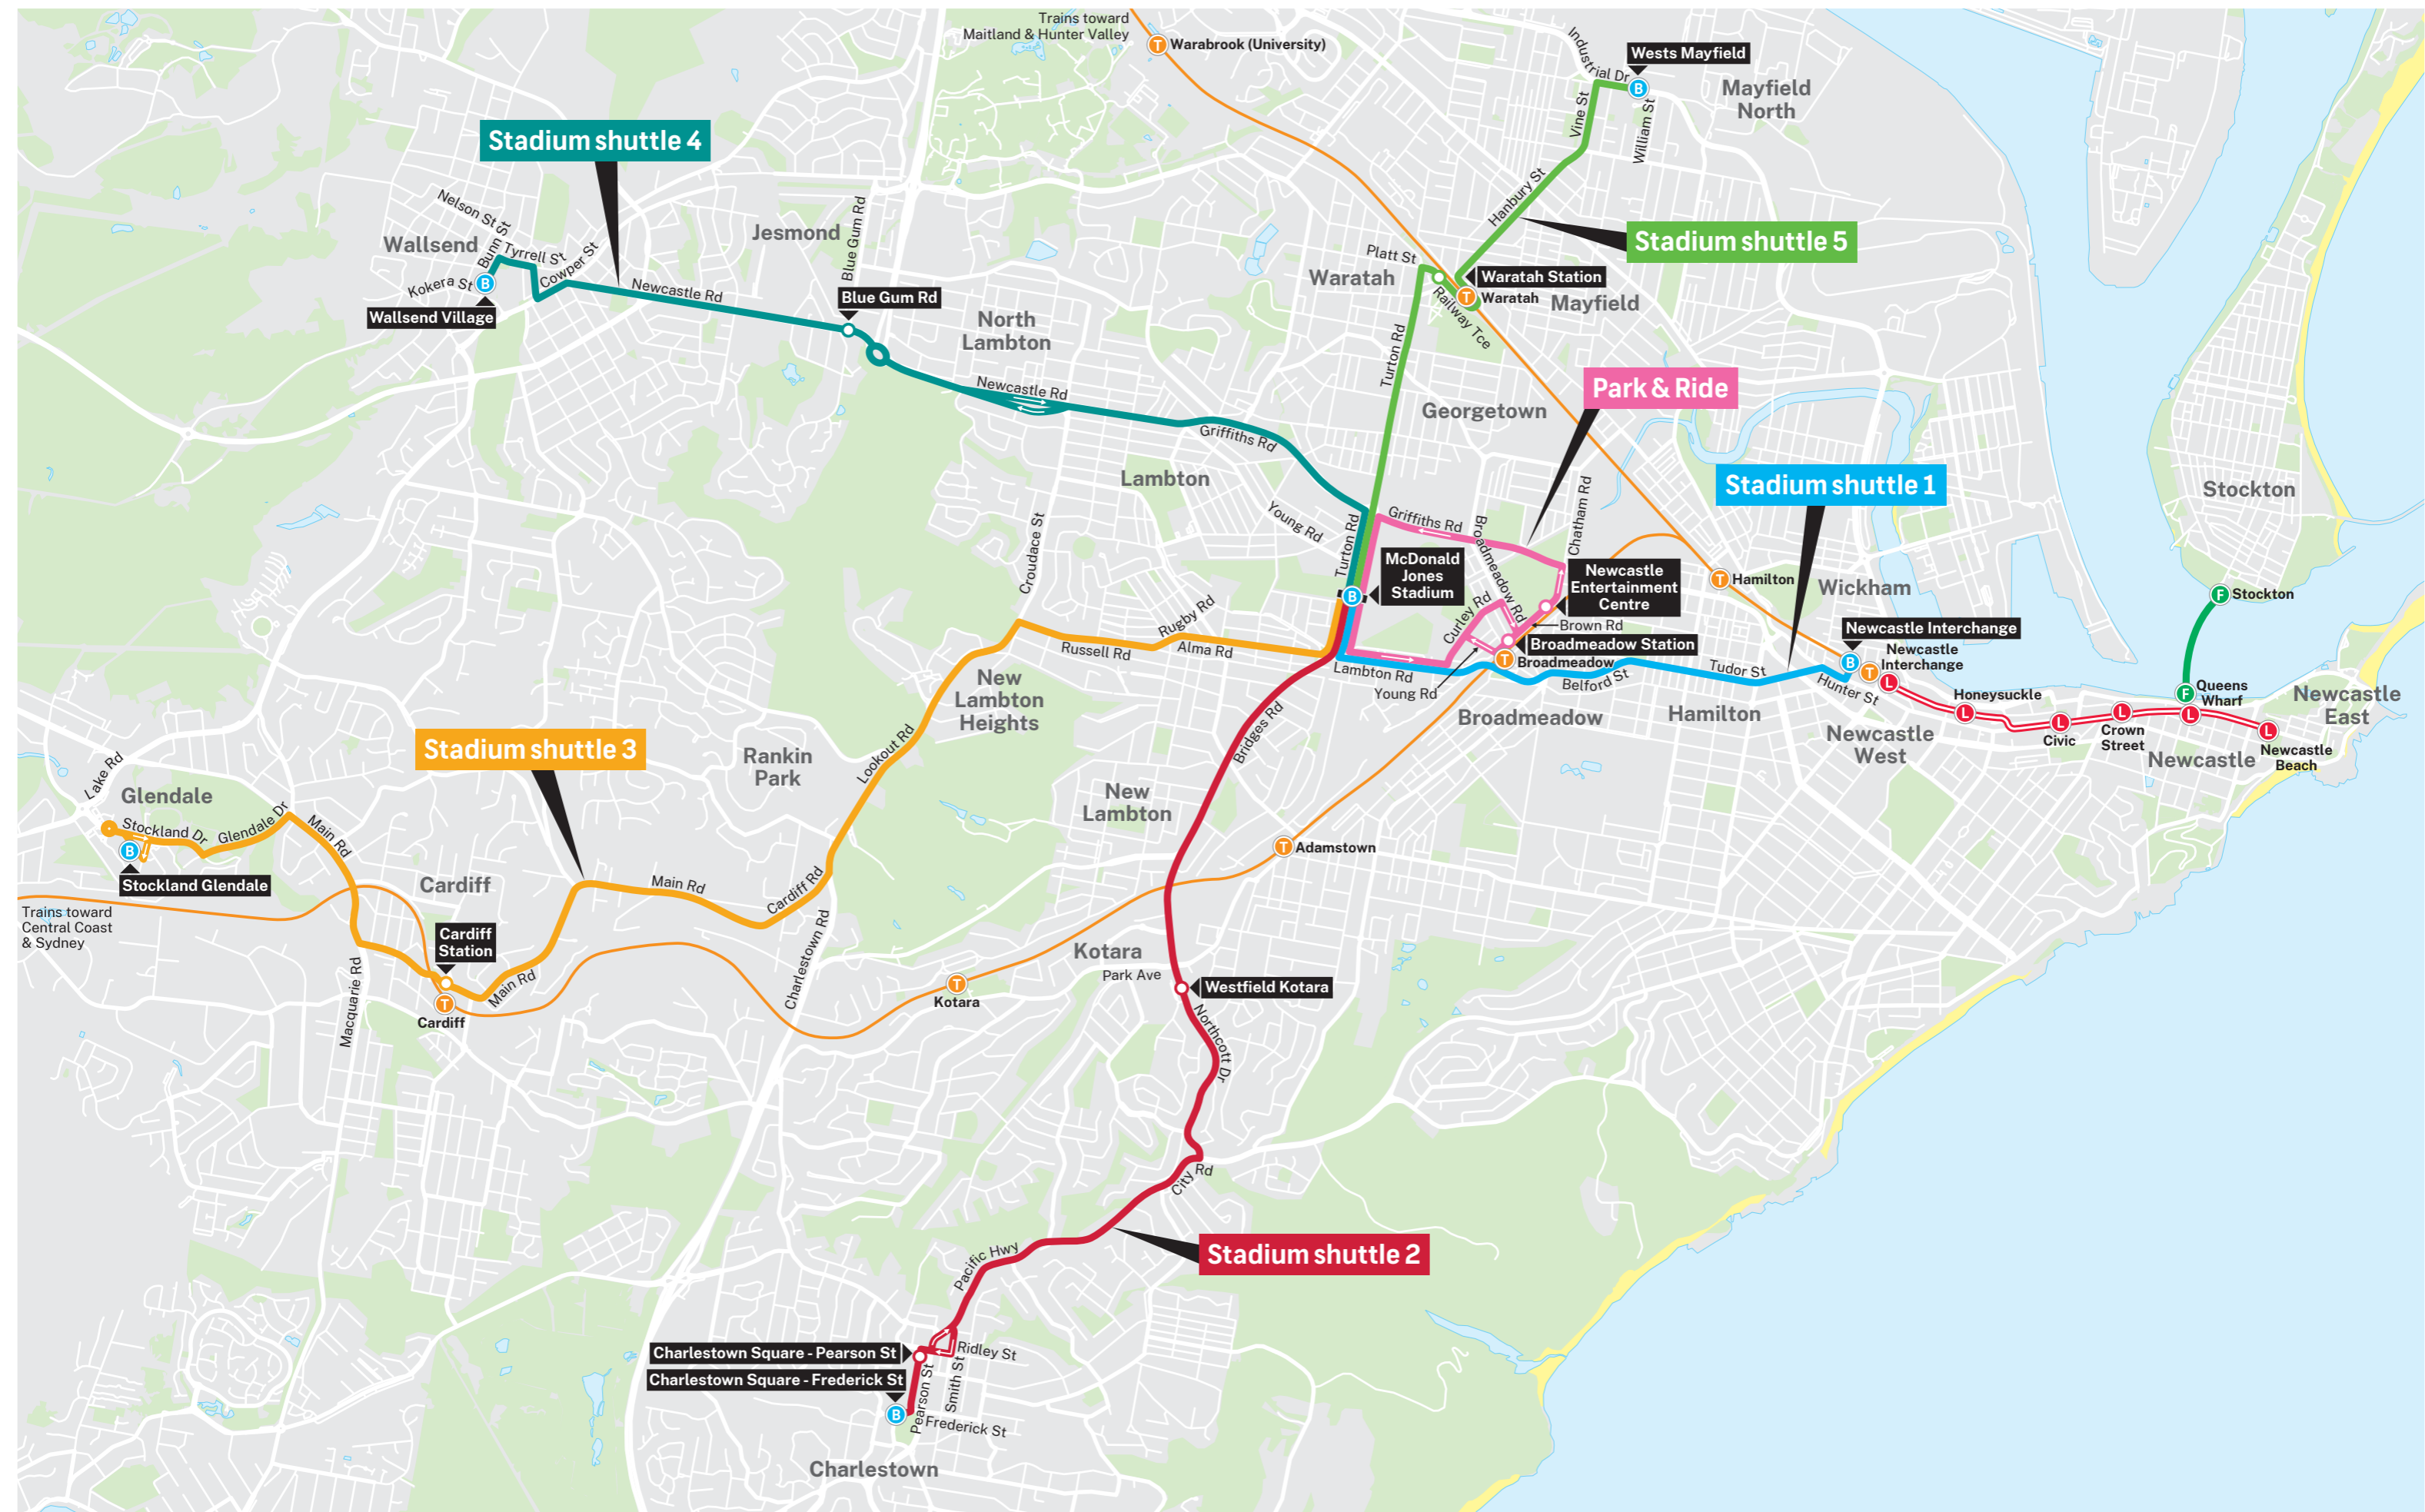 Trains toward
Maitland & Hunter Valley
T
Warabrook (University)
Industrial Dr
Wests Mayfield
B
Mayfield
North
Vine St
William St
Stadium shuttle 4
Hanbury St
Stadium shuttle 5
Nelson St
Bunn St
Wallsend
Tyrrell St
Cowper St
Kokera St
B
Wallsend Village
Newcastle Rd
Jesmond
Blue Gum Rd
Blue Gum Rd
North
Lambton
Newcastle Rd
Griffiths Rd
Platt St
Waratah
Waratah Station
T
Waratah
Mayfield
Railway Tce
Turton Rd
Georgetown
Park & Ride
Stadium shuttle 1
Stockton
Lambton
Young Rd
Croudace St
Turton Rd
Griffiths Rd
Broadmeadow Rd
Chatham Rd
McDonald
Jones
Stadium
B
Newcastle
Entertainment
Centre
Curley Rd
Brown Rd
Broadmeadow Station
T
Broadmeadow
T
Hamilton
Wickham
F
Stockton
Newcastle Interchange
B
T
Newcastle
Interchange
L
Rugby Rd
Russell Rd
Alma Rd
Lambton Rd
Young Rd
Belford St
Tudor St
Hunter St
Honeysuckle
L
L
Civic
L
Crown
Street
F
Queens
Wharf
L
Newcastle
East
L
Newcastle
Beach
Newcastle
Newcastle
West
Hamilton
Broadmeadow
New
Lambton
Heights
Bridges Rd
Lookout Rd
Rankin
Park
Stadium shuttle 3
New
Lambton
Lake Rd
Glendale
Stockland Dr
Glendale Dr
Main Rd
B
Stockland Glendale
T
Adamstown
Cardiff
Main Rd
Cardiff Rd
Trains toward
Central Coast
& Sydney
Cardiff
Station
T
Cardiff
Main Rd
Macquarie Rd
Charlestown Rd
T
Kotara
Kotara
Park Ave
Westfield Kotara
Northcott Dr
City Rd
Stadium shuttle 2
Pacific Hwy
Charlestown Square - Pearson St
Ridley St
Charlestown Square - Frederick St
Pearson St
Smith St
B
Frederick St
Charlestown